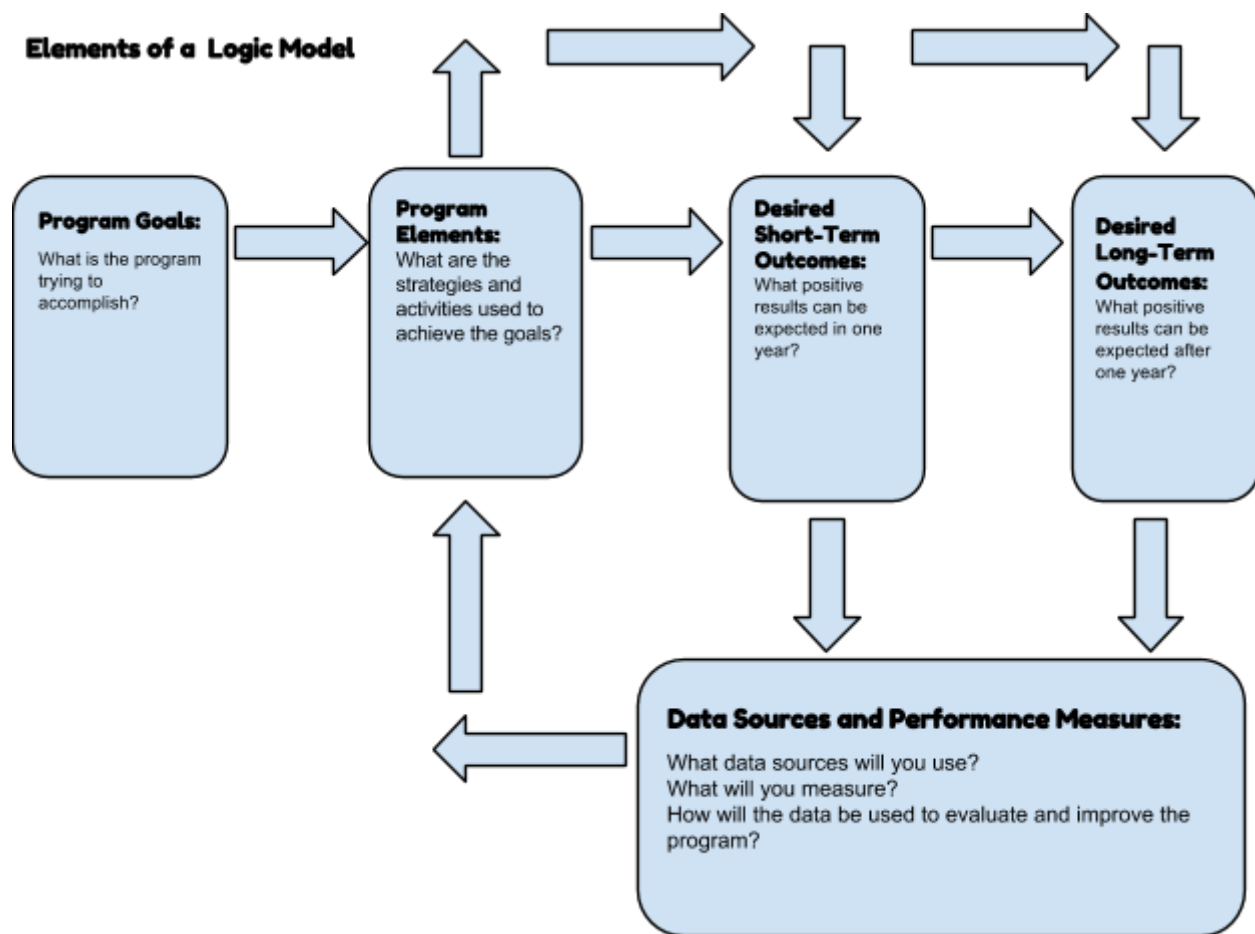 Elements of a Logic Model
Program Goals:
What is the program
trying to
accomplish?
Program
Elements:
What are the
strategies and
activities used to
achieve the goals?
Desired
Short-Term
Outcomes:
What positive
results can be
expected in one
year?
Desired
Long-Term
Outcomes:
What positive
results can be
expected after
one year?
Data Sources and Performance Measures:
What data sources will you use?
What will you measure?
How will the data be used to evaluate and improve the
program?